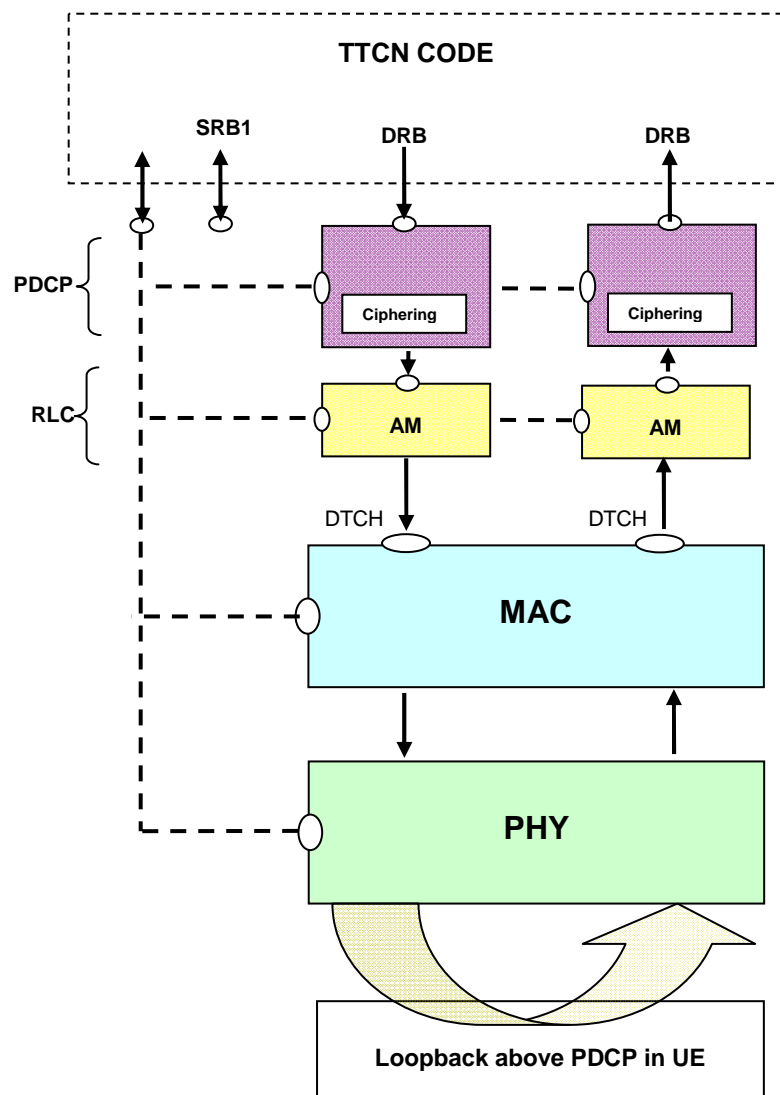 TTCN CODE
SRB1
DRB
DRB
PDCP
Ciphering
Ciphering
RLC
AM
AM
DTCH
DTCH
MAC
PHY
Loopback above PDCP in UE